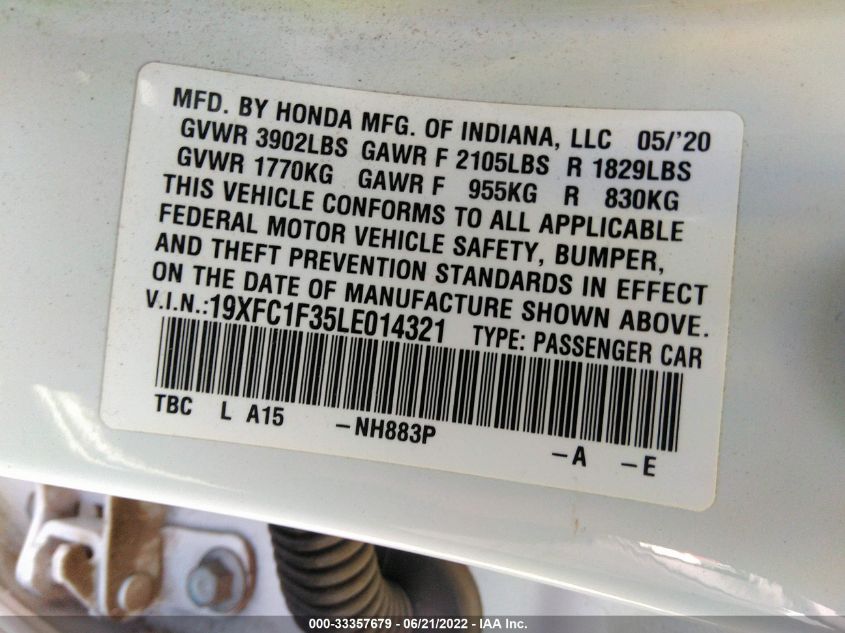 MFD. BY HONDA MFG. OF INDIANA, LLC 05/'20
GVWR 3902LBS GAWR F 2105LBS R 1829LBS
GVWR 1770KG GAWR F 955KG R 830KG
THIS VEHICLE CONFORMS TO ALL APPLICABLE
FEDERAL MOTOR VEHICLE SAFETY, BUMPER,
AND THEFT PREVENTION STANDARDS IN EFFECT
ON THE DATE OF MANUFACTURE SHOWN ABOVE.
V.I.N.:19XFC1F35LE014321 TYPE: PASSENGER CAR
TBC L A15 –NH883P –A –E
000-33357679 - 06/21/2022 - IAA Inc.